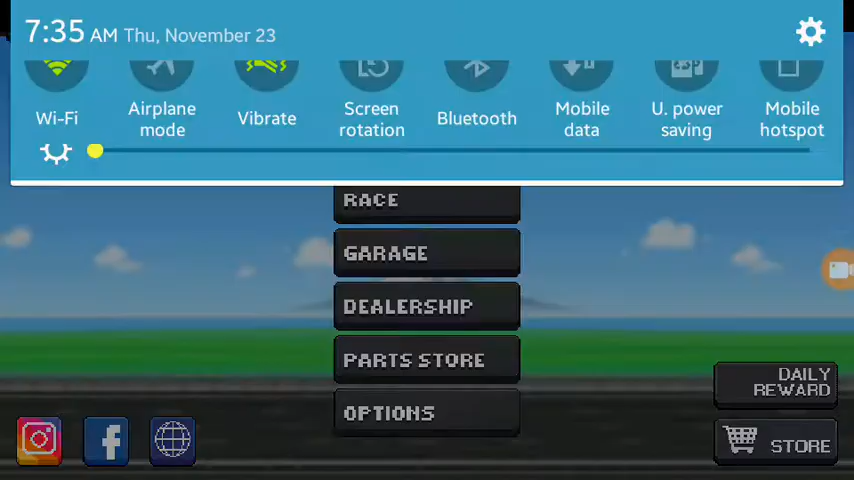 7:35 AM Thu, November 23
Wi-Fi
Airplane
mode
Vibrate
Screen
rotation
Bluetooth
Mobile
data
U. power
saving
Mobile
hotspot
RACE
GARAGE
DEALERSHIP
PARTS STORE
OPTIONS
DAILY
REWARD
STORE